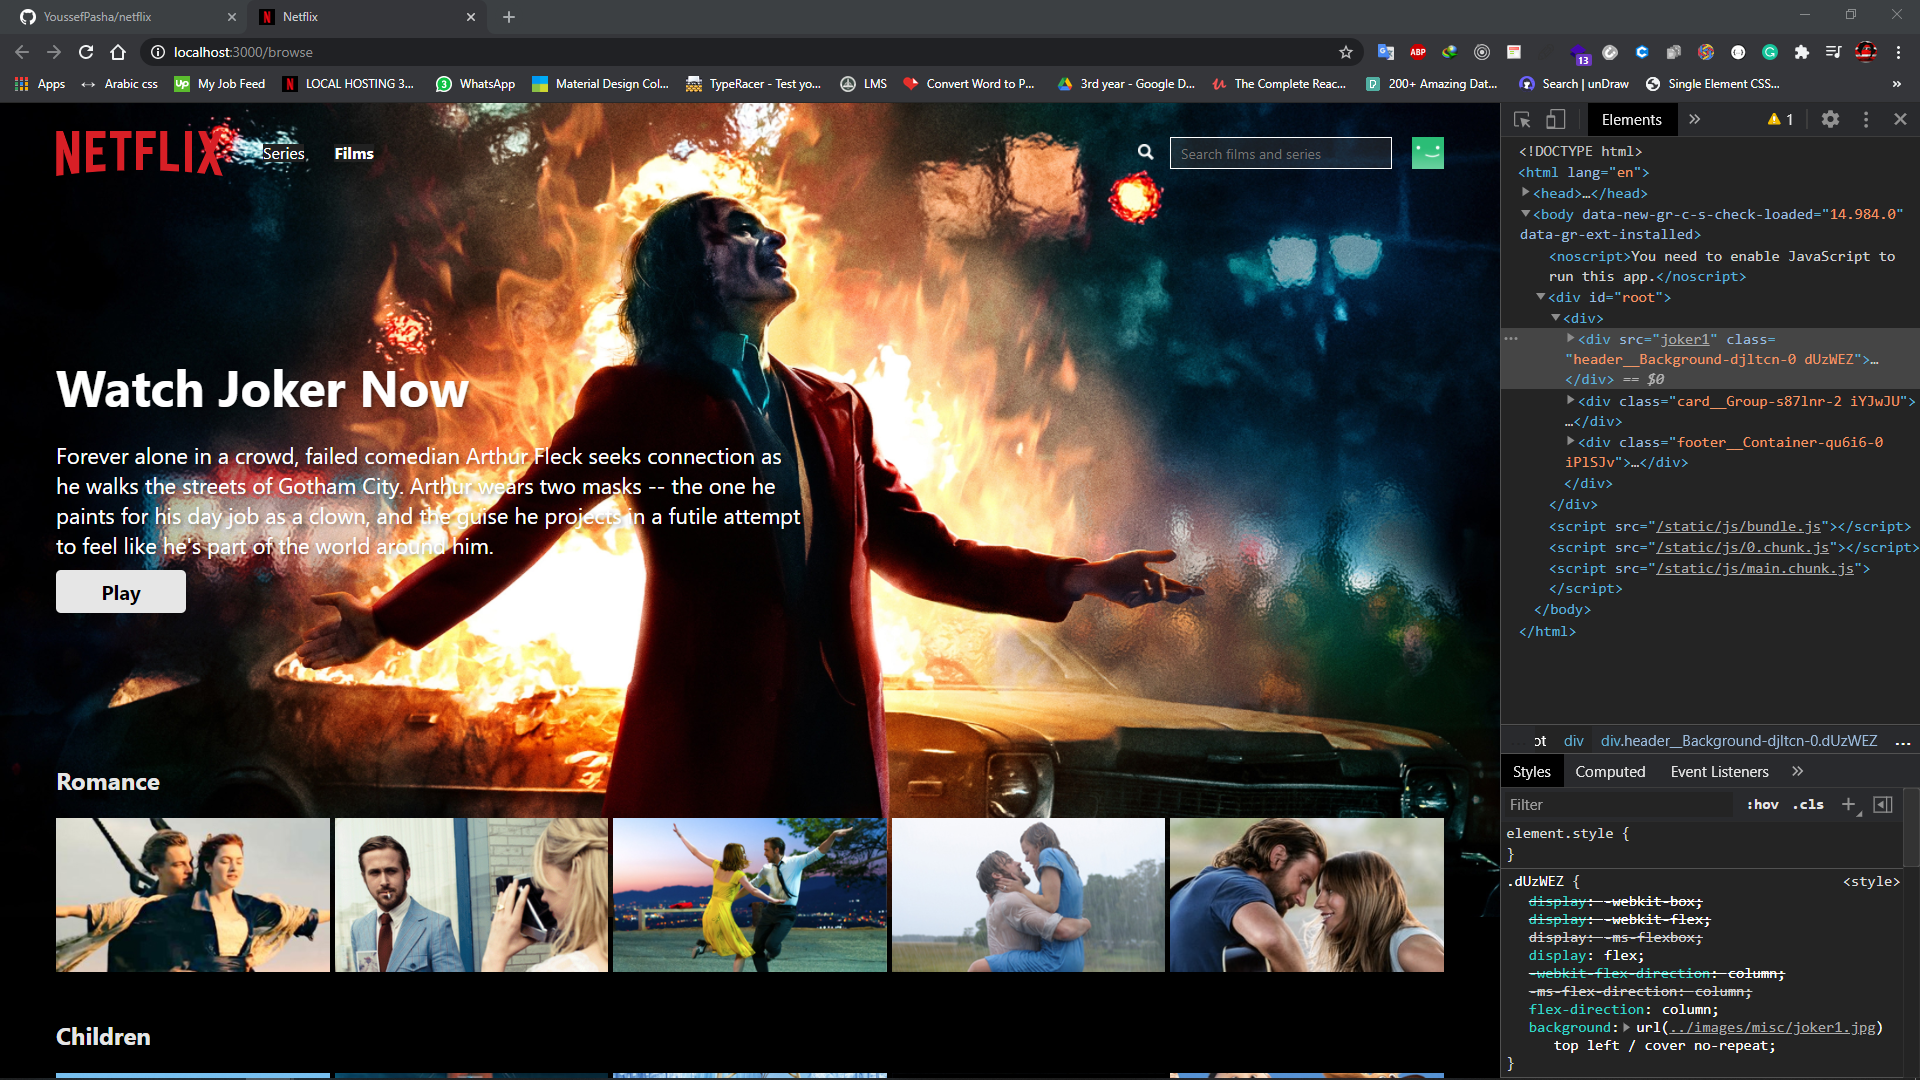 YoussefPasha/netflix
Netflix
localhost:3000/browse
ABP
13
Apps
Arabic css
Up My Job Feed
N LOCAL HOSTING 3...
3 WhatsApp
Material Design Col...
TypeRacer - Test yo...
LMS
Convert Word to P...
3rd year - Google D...
The Complete Reac...
200+ Amazing Dat...
Search | unDraw
Single Element CSS...
»
NETFLIX
Series
Films
Search films and series
Watch Joker Now
Forever alone in a crowd, failed comedian Arthur Fleck seeks connection as
he walks the streets of Gotham City. Arthur wears two masks -- the one he
paints for his day job as a clown, and the guise he projects in a futile attempt
to feel like he's part of the world around him.
Play
Romance
Children
Elements
»
1
<!DOCTYPE html>
<html lang="en">
<head>…</head>
<body data-new-gr-c-s-check-loaded="14.984.0"
data-gr-ext-installed>
<noscript>You need to enable JavaScript to
run this app.</noscript>
<div id="root">
<div>
<div src="joker1" class=
"header__Background-djltcn-0 dUzWEZ">…
</div> == $0
<div class="card__Group-s87lnr-2 iYJwJU">
…</div>
<div class="footer__Container-qu6i6-0
iPlSJv">…</div>
</div>
</div>
<script src="/static/js/bundle.js"></script>
<script src="/static/js/0.chunk.js"></script>
<script src="/static/js/main.chunk.js">
</script>
</body>
</html>
ot div div.header__Background-djltcn-0.dUzWEZ ...
Styles Computed Event Listeners »
Filter :hov .cls +
element.style {
}
.dUzWEZ { <style>
display: -webkit-box;
display: -webkit-flex;
display: -ms-flexbox;
display: flex;
-webkit-flex-direction: column;
-ms-flex-direction: column;
flex-direction: column;
background: url(../images/misc/joker1.jpg)
top left / cover no-repeat;
}